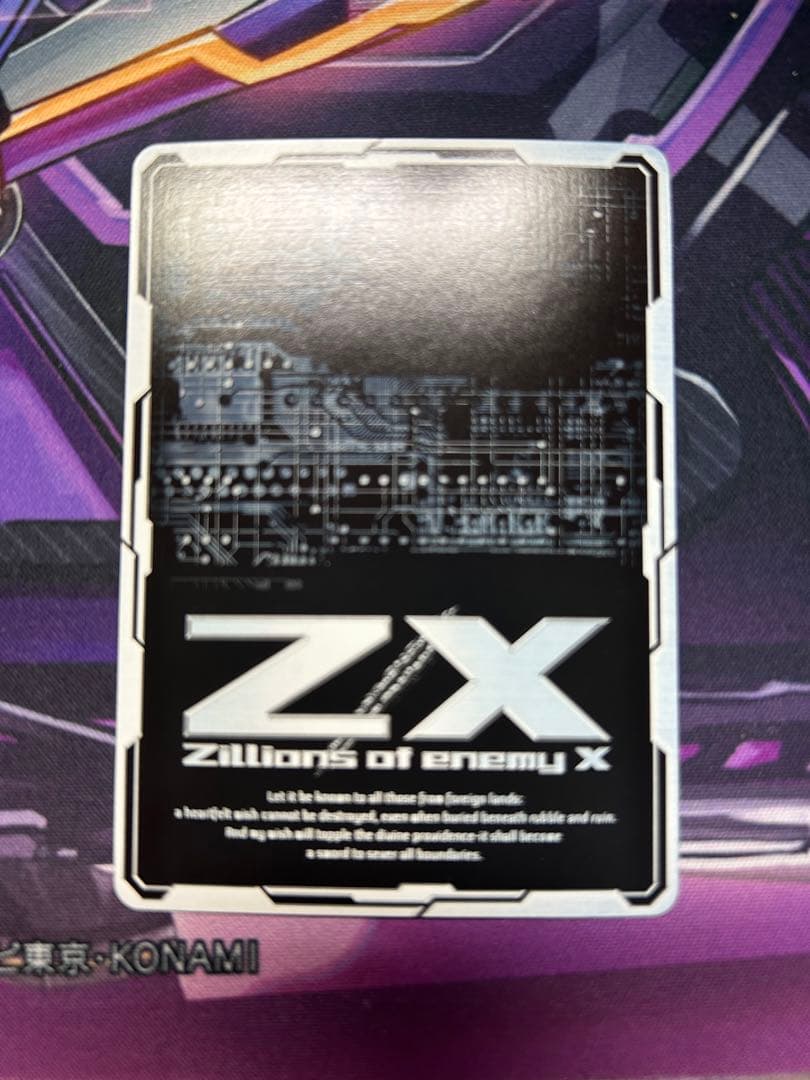 Z/X
Zillions of enemy X
Let it be known to all those from foreign lands:
a heartfelt wish cannot be destroyed, even when buried beneath rubble and ruin.
And my wish will topple the divine providence-it shall become
a sword to sever all boundaries.
ビ東京・KONAMI